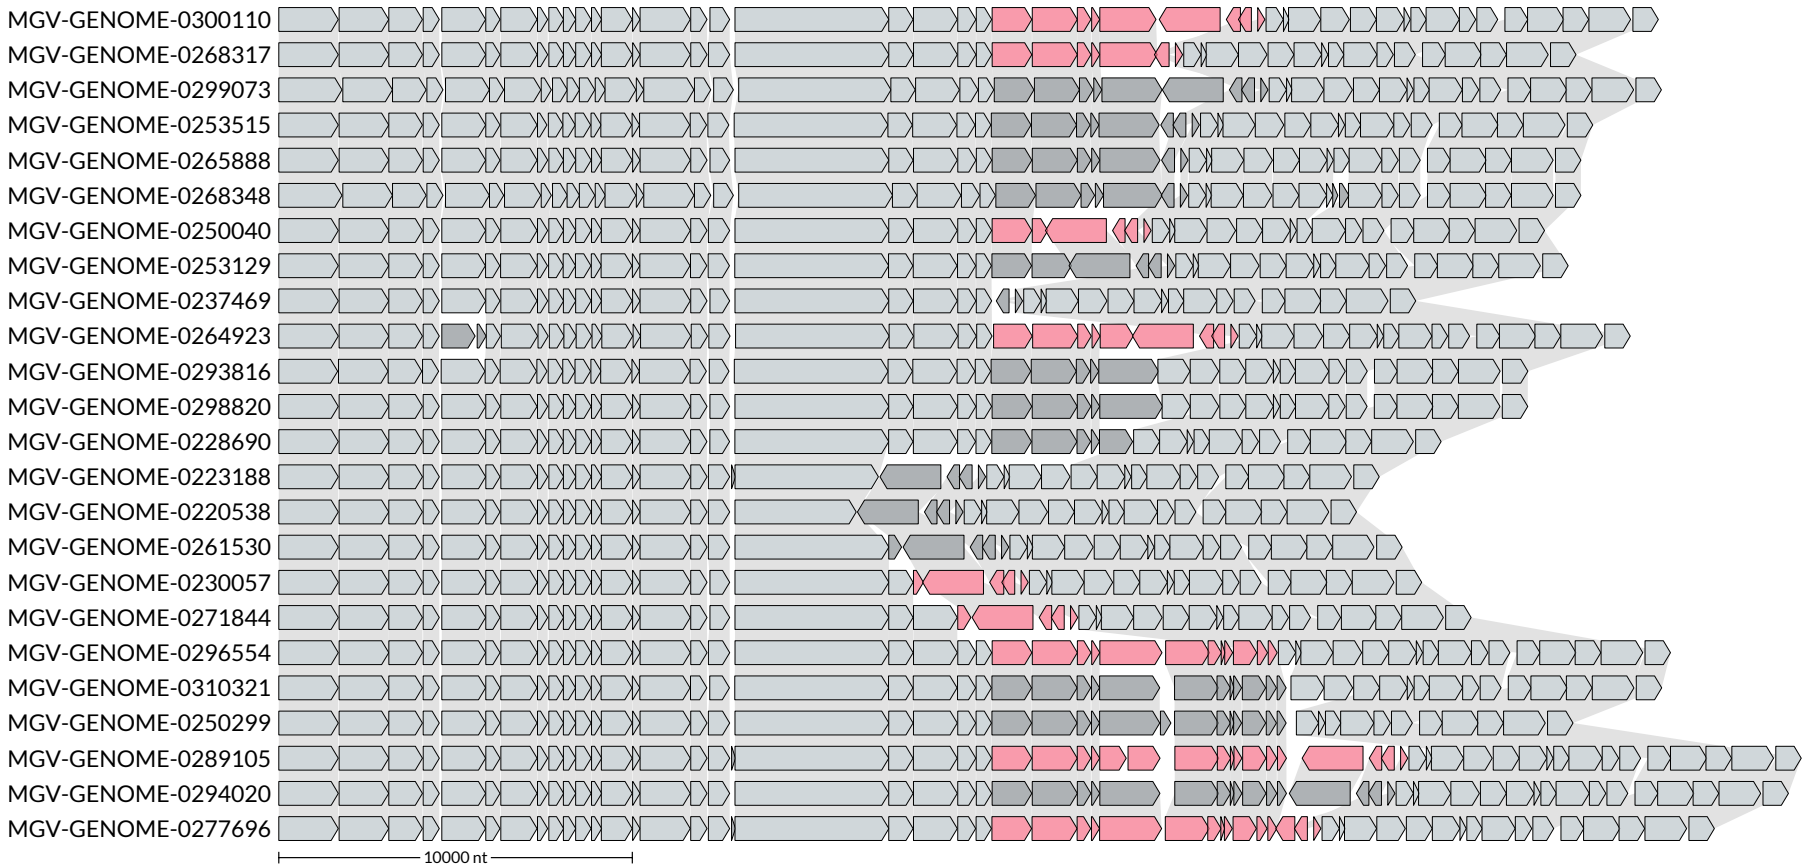 MGV-GENOME-0300110
MGV-GENOME-0268317
MGV-GENOME-0299073
MGV-GENOME-0253515
MGV-GENOME-0265888
MGV-GENOME-0268348
MGV-GENOME-0250040
MGV-GENOME-0253129
MGV-GENOME-0237469
MGV-GENOME-0264923
MGV-GENOME-0293816
MGV-GENOME-0298820
MGV-GENOME-0228690
MGV-GENOME-0223188
MGV-GENOME-0220538
MGV-GENOME-0261530
MGV-GENOME-0230057
MGV-GENOME-0271844
MGV-GENOME-0296554
MGV-GENOME-0310321
MGV-GENOME-0250299
MGV-GENOME-0289105
MGV-GENOME-0294020
MGV-GENOME-0277696
10000 nt